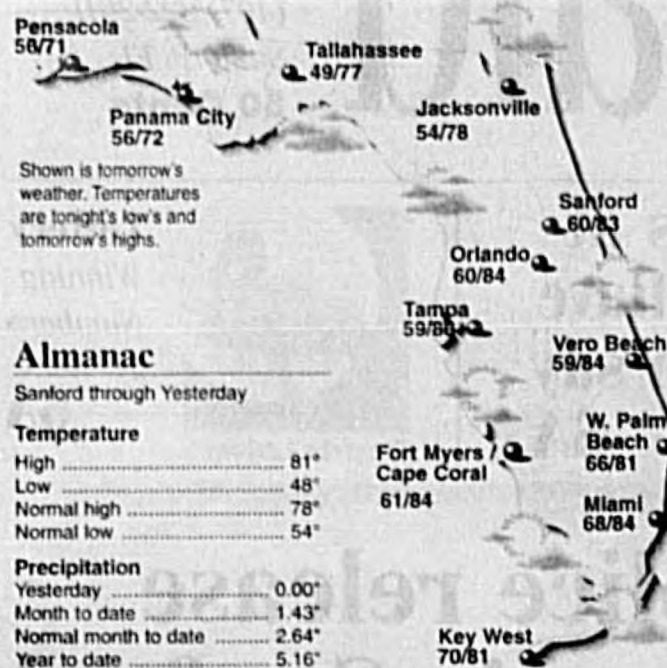 Pensacola
56/71
Tallahassee
49/77
Panama City
56/72
Jacksonville
54/78
Shown is tomorrow's
weather. Temperatures
are tonight's low's and
tomorrow's highs.
Sanford
60/83
Orlando
60/84
Tampa
59/80
Vero Beach
59/84
Almanac
Sanford through Yesterday
Temperature
High ........ 81°
Low ........ 48°
Normal high ........ 78°
Normal low ........ 54°
Precipitation
Yesterday ........ 0.00"
Month to date ........ 1.43"
Normal month to date ........ 2.64"
Year to date ........ 5.16"
Fort Myers /
Cape Coral
61/84
W. Palm
Beach
66/81
Miami
68/84
Key West
70/81